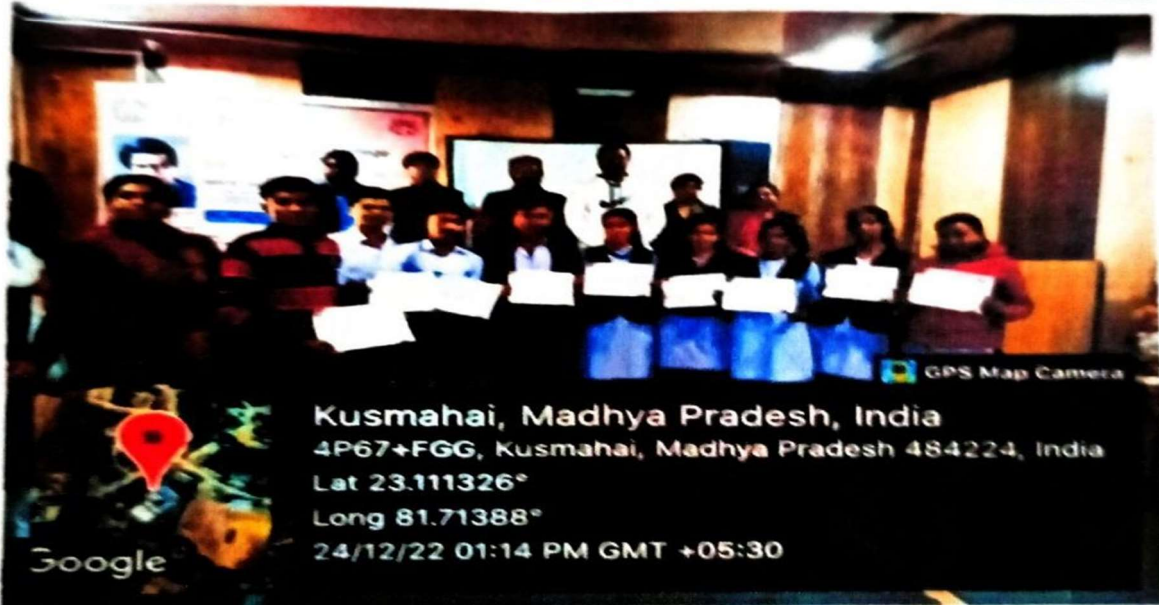 GPS Map Camera
Kusmahai, Madhya Pradesh, India
4P67+FGG, Kusmahai, Madhya Pradesh 484224, India
Lat 23.111326°
Long 81.71388°
24/12/22 01:14 PM GMT +05:30
Google